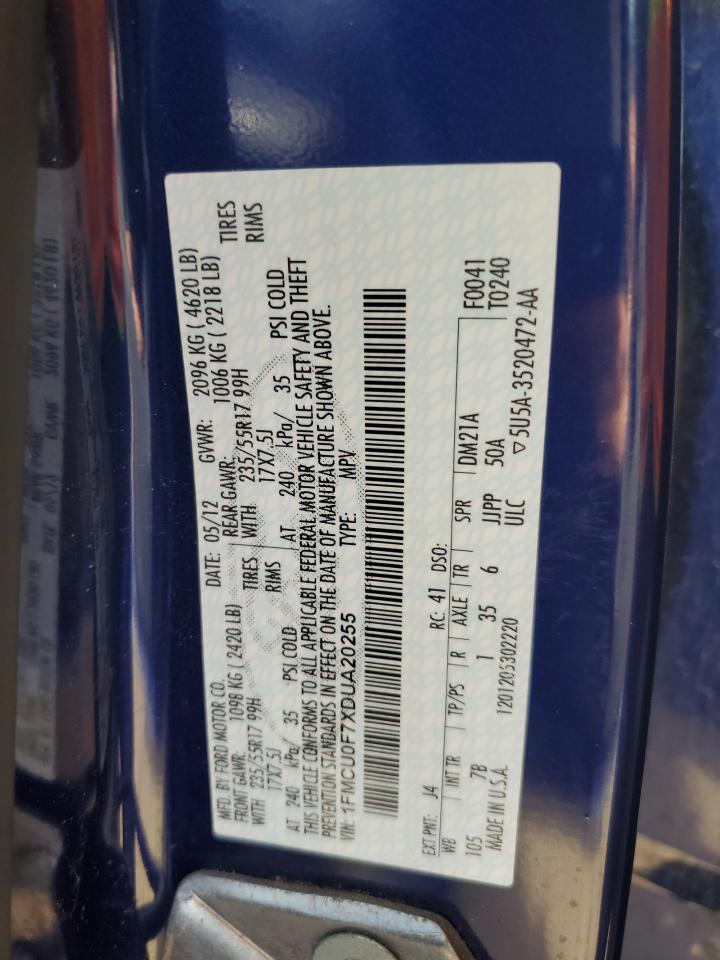 MFD. BY FORD MOTOR CO. DATE: 05/12 GVWR: 2096 KG ( 4620 LB)
FRONT GAWR: 1098 KG ( 2420 LB) REAR GAWR: 1006 KG ( 2218 LB)
WITH 235/55R17 99H TIRES WITH: 235/55R17 99H TIRES
17X7.5J RIMS 17X7.5J RIMS
AT 240 kPa/ 35 PSI COLD AT 240 kPa/ 35 PSI COLD
THIS VEHICLE CONFORMS TO ALL APPLICABLE FEDERAL MOTOR VEHICLE SAFETY AND THEFT
PREVENTION STANDARDS IN EFFECT ON THE DATE OF MANUFACTURE SHOWN ABOVE.
VIN: 1FMCU0F7XDUA20255 TYPE: MPV
EXT PNT: J4 RC: 41 DSO:
WB INT TR TP/PS R AXLE TR SPR DM21A F0041
105 7B 1 35 6 JJPP 50A T0240
MADE IN U.S.A. 1201205302220 ULC ▽5U5A-3520472-AA